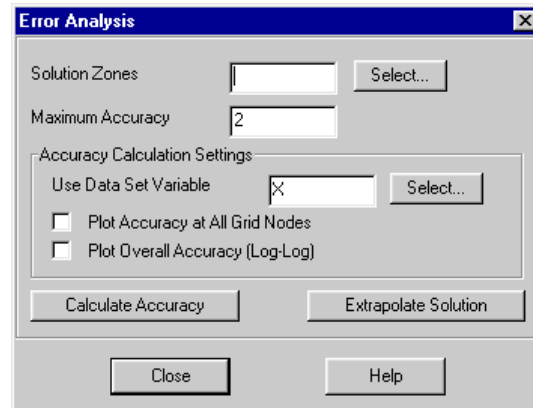 Error Analysis
Solution Zones Select...
Maximum Accuracy 2
Accuracy Calculation Settings
Use Data Set Variable X Select...
Plot Accuracy at All Grid Nodes
Plot Overall Accuracy (Log-Log)
Calculate Accuracy Extrapolate Solution
Close Help